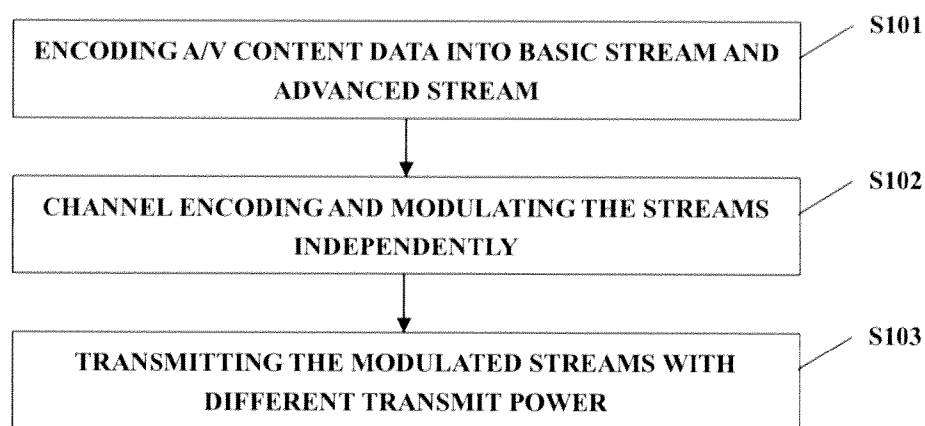 S101
ENCODING A/V CONTENT DATA INTO BASIC STREAM AND
ADVANCED STREAM
S102
CHANNEL ENCODING AND MODULATING THE STREAMS
INDEPENDENTLY
S103
TRANSMITTING THE MODULATED STREAMS WITH
DIFFERENT TRANSMIT POWER